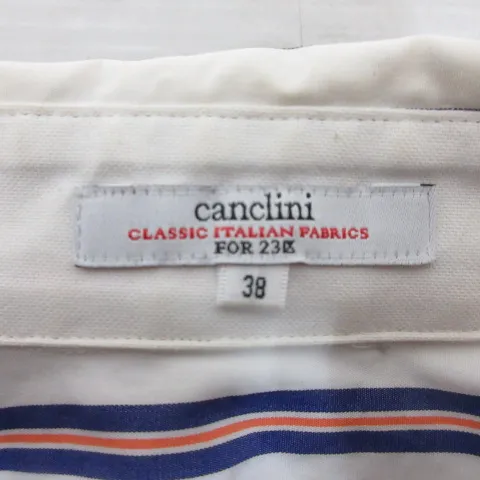 canclini
CLASSIC ITALIAN FABRICS
FOR 23区
38